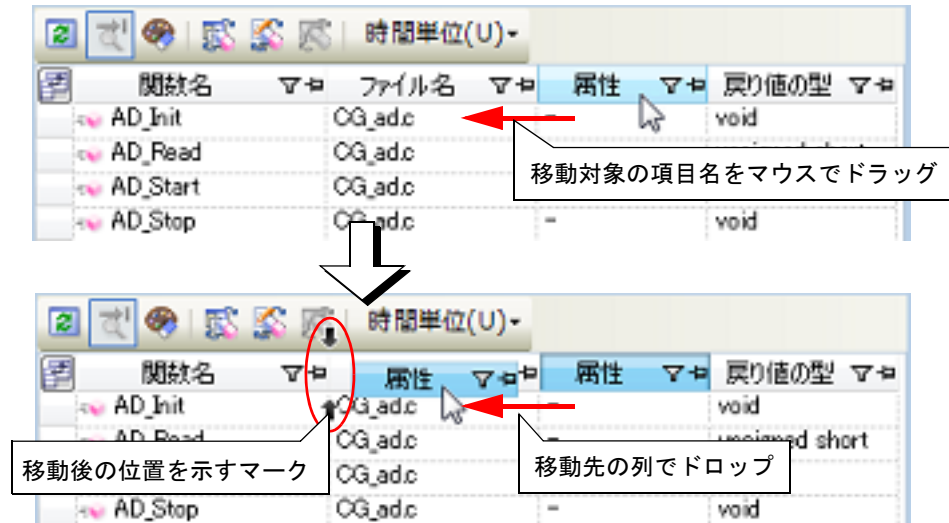 時間単位(U)
関数名 ファイル名 属性 戻り値の型
AD_Init CG_ad.c - void
AD_Read CG_ad.c
移動対象の項目名をマウスでドラッグ
AD_Start CG_ad.c
AD_Stop CG_ad.c - void
時間単位(U)
関数名 属性 属性 戻り値の型
AD_Init CG_ad.c - void
AD_Read CG_ad.c unsigned short
移動後の位置を示すマーク
移動先の列でドロップ
CG_ad.c
AD_Stop CG_ad.c - void